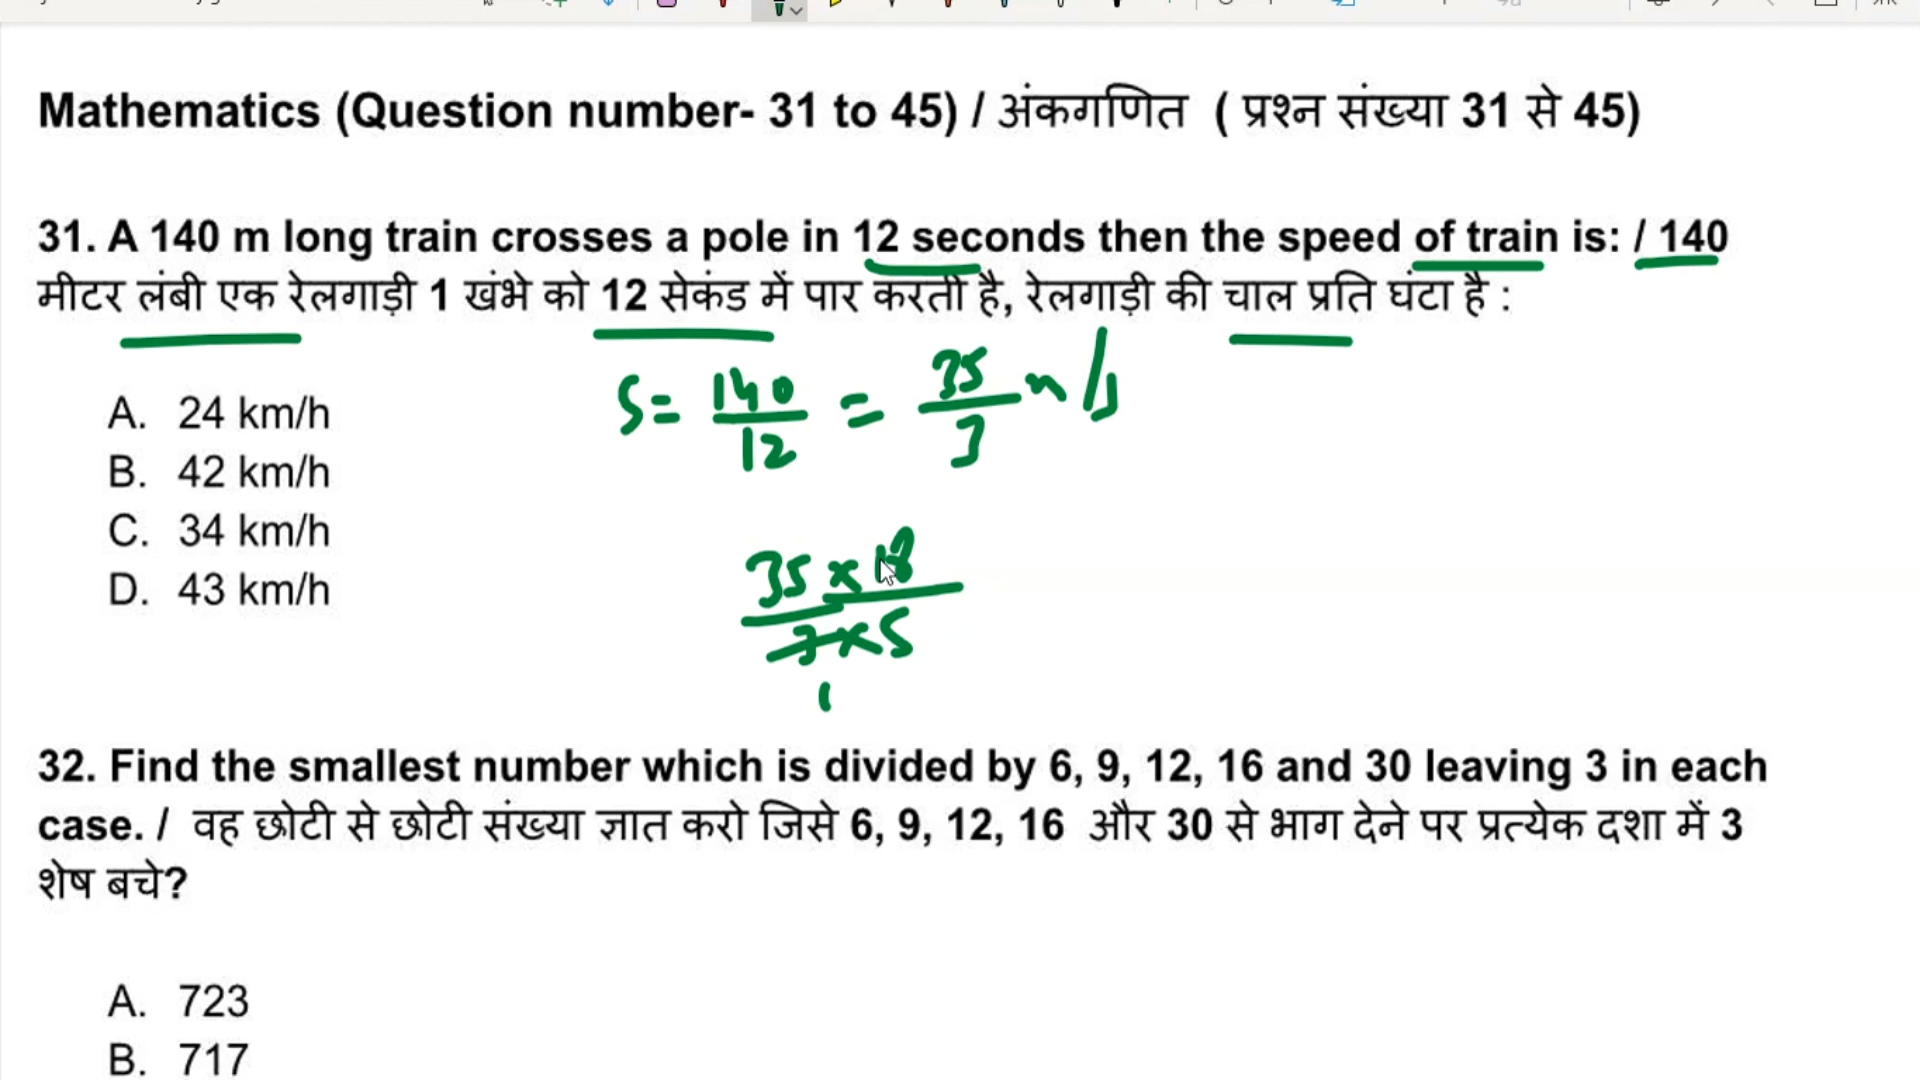 Mathematics (Question number- 31 to 45) / अंकगणित ( प्रश्न संख्या 31 से 45)
31. A 140 m long train crosses a pole in 12 seconds then the speed of train is: / 140
मीटर लंबी एक रेलगाड़ी 1 खंभे को 12 सेकंड में पार करती है, रेलगाड़ी की चाल प्रति घंटा है :
S = 140/12 = 35/3 m/s
A. 24 km/h
B. 42 km/h
C. 34 km/h
D. 43 km/h
35 x 18
3 x 5
1
32. Find the smallest number which is divided by 6, 9, 12, 16 and 30 leaving 3 in each
case. / वह छोटी से छोटी संख्या ज्ञात करो जिसे 6, 9, 12, 16 और 30 से भाग देने पर प्रत्येक दशा में 3
शेष बचे?
A. 723
B. 717